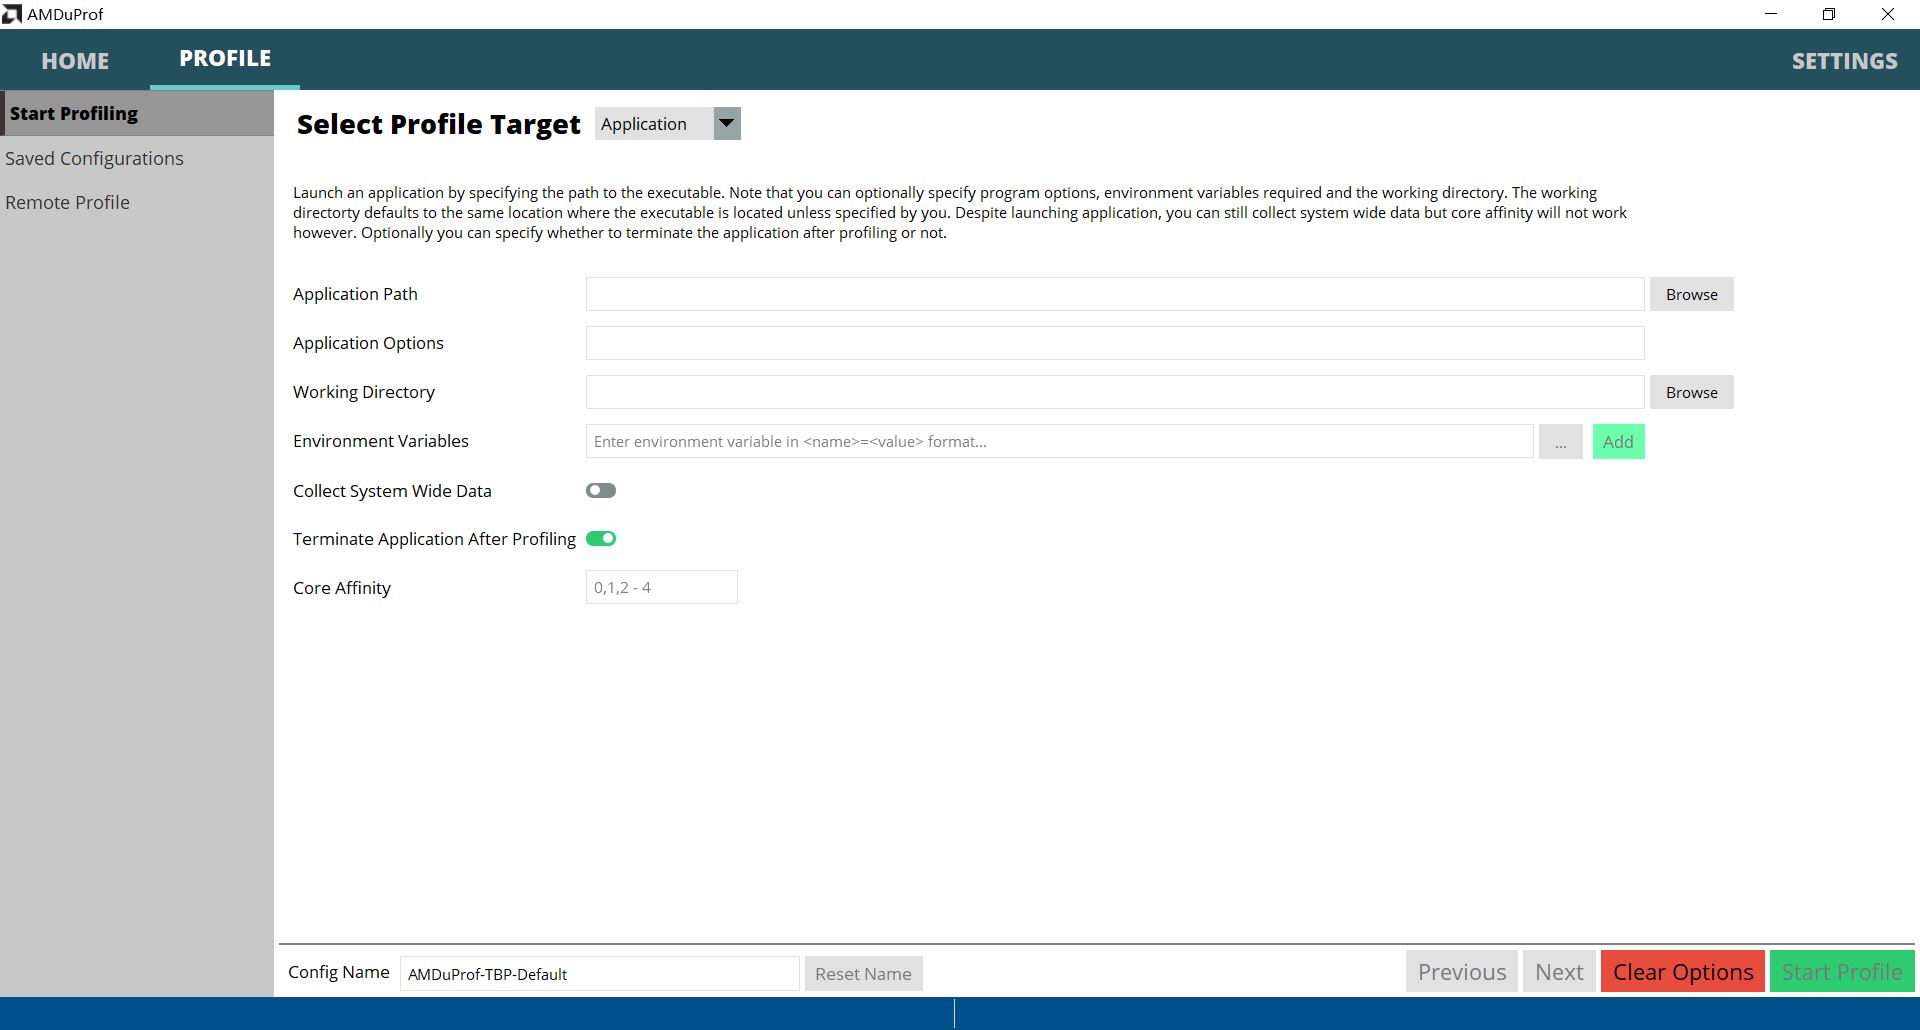 AMDuProf
HOME
PROFILE
SETTINGS
Start Profiling
Saved Configurations
Remote Profile
Select Profile Target
Application
Launch an application by specifying the path to the executable. Note that you can optionally specify program options, environment variables required and the working directory. The working
directorty defaults to the same location where the executable is located unless specified by you. Despite launching application, you can still collect system wide data but core affinity will not work
however. Optionally you can specify whether to terminate the application after profiling or not.
Application Path
Browse
Application Options
Working Directory
Browse
Environment Variables
Enter environment variable in <name>=<value> format...
...
Add
Collect System Wide Data
Terminate Application After Profiling
Core Affinity
0,1,2 - 4
Config Name
AMDuProf-TBP-Default
Reset Name
Previous
Next
Clear Options
Start Profile